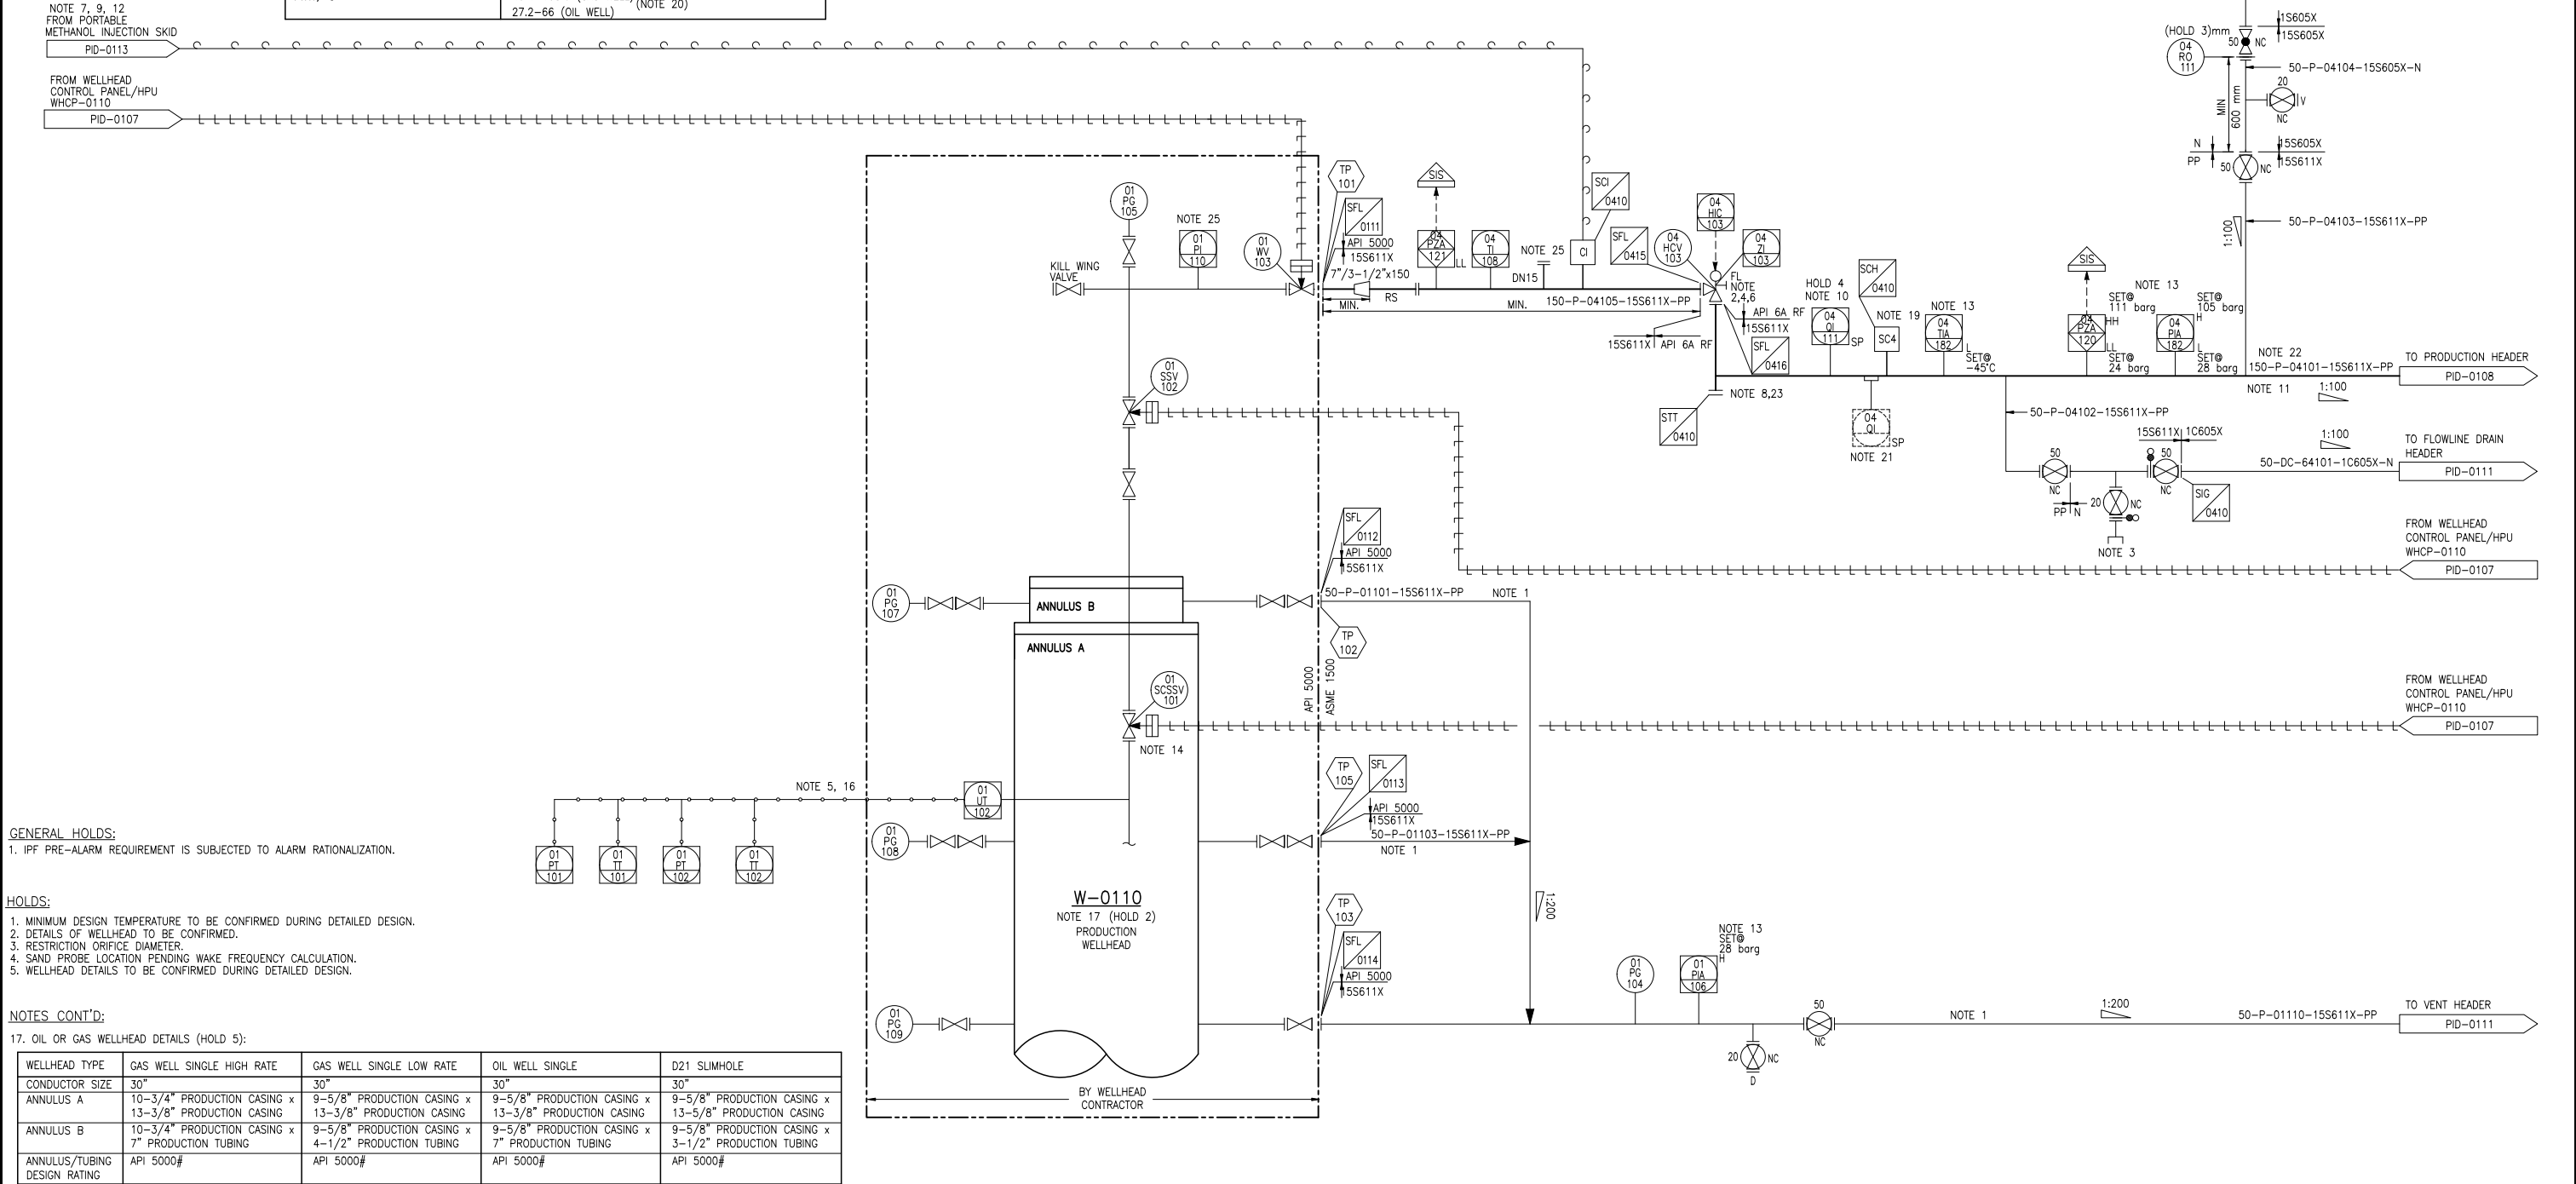 NOTE 7, 9, 12
FROM PORTABLE
METHANOL INJECTION SKID
PID-0113
(NOTE 20)
27.2-66 (OIL WELL)
FROM WELLHEAD
CONTROL PANEL/HPU
WHCP-0110
PID-0107
1S605X
15S605X
(HOLD 3)mm
50
NC
04
RO
111
50-P-04104-15S605X-N
20
V
NC
MIN
600 mm
N
PP
15S605X
15S611X
50
NC
1:100
50-P-04103-15S611X-PP
01
PG
105
NOTE 25
01
PI
110
01
WV
103
KILL WING
VALVE
TP
101
SFL
0111
API 5000
15S611X
7"/3-1/2"x150
MIN.
RS
SIS
04
PZA
121
LL
04
TI
108
NOTE 25
DN15
SCI
0410
CI
MIN.
150-P-04105-15S611X-PP
SFL
0415
04
HCV
103
04
HIC
103
04
ZI
103
FL
NOTE
2,4,6
API 6A RF
15S611X
15S611X
API 6A RF
SFL
0416
HOLD 4
NOTE 10
04
QI
111
SP
SCH
0410
NOTE 19
SC4
NOTE 13
04
TIA
182
L
SET@
-45°C
SIS
NOTE 13
SET@
111 barg
HH
04
PZA
120
LL
SET@
24 barg
SET@
105 barg
H
04
PIA
182
L
SET@
28 barg
NOTE 22
150-P-04101-15S611X-PP
NOTE 11
1:100
TO PRODUCTION HEADER
PID-0108
NOTE 8,23
STT
0410
04
QI
SP
NOTE 21
50-P-04102-15S611X-PP
15S611X
1C605X
1:100
TO FLOWLINE DRAIN
HEADER
50-DC-64101-1C605X-N
PID-0111
50
NC
PP
N
20
NC
50
NC
SIG
0410
NOTE 3
01
SSV
102
FROM WELLHEAD
CONTROL PANEL/HPU
WHCP-0110
PID-0107
01
PG
107
ANNULUS B
SFL
0112
API 5000
15S611X
50-P-01101-15S611X-PP
NOTE 1
TP
102
ANNULUS A
API 5000
ASME 1500
01
SCSSV
101
NOTE 14
FROM WELLHEAD
CONTROL PANEL/HPU
WHCP-0110
PID-0107
NOTE 5, 16
01
UT
102
01
PT
101
01
TT
101
01
PT
102
01
TT
102
01
PG
108
TP
105
SFL
0113
API 5000
15S611X
50-P-01103-15S611X-PP
NOTE 1
W-0110
NOTE 17 (HOLD 2)
PRODUCTION
WELLHEAD
1:200
TP
103
SFL
0114
API 5000
15S611X
01
PG
109
01
PG
104
NOTE 13
SET@
28 barg
H
01
PIA
106
50
NC
20
NC
D
NOTE 1
1:200
50-P-01110-15S611X-PP
TO VENT HEADER
PID-0111
BY WELLHEAD
CONTRACTOR
GENERAL HOLDS:
1. IPF PRE-ALARM REQUIREMENT IS SUBJECTED TO ALARM RATIONALIZATION.
HOLDS:
1. MINIMUM DESIGN TEMPERATURE TO BE CONFIRMED DURING DETAILED DESIGN.
2. DETAILS OF WELLHEAD TO BE CONFIRMED.
3. RESTRICTION ORIFICE DIAMETER.
4. SAND PROBE LOCATION PENDING WAKE FREQUENCY CALCULATION.
5. WELLHEAD DETAILS TO BE CONFIRMED DURING DETAILED DESIGN.
NOTES CONT'D:
17. OIL OR GAS WELLHEAD DETAILS (HOLD 5):
WELLHEAD TYPE GAS WELL SINGLE HIGH RATE GAS WELL SINGLE LOW RATE OIL WELL SINGLE D21 SLIMHOLE
CONDUCTOR SIZE 30" 30" 30" 30"
ANNULUS A 10-3/4" PRODUCTION CASING x 9-5/8" PRODUCTION CASING x 9-5/8" PRODUCTION CASING x 9-5/8" PRODUCTION CASING x
13-3/8" PRODUCTION CASING 13-3/8" PRODUCTION CASING 13-3/8" PRODUCTION CASING 13-5/8" PRODUCTION CASING
ANNULUS B 10-3/4" PRODUCTION CASING x 9-5/8" PRODUCTION CASING x 9-5/8" PRODUCTION CASING x 9-5/8" PRODUCTION CASING x
7" PRODUCTION TUBING 4-1/2" PRODUCTION TUBING 7" PRODUCTION TUBING 3-1/2" PRODUCTION TUBING
ANNULUS/TUBING API 5000# API 5000# API 5000# API 5000#
DESIGN RATING